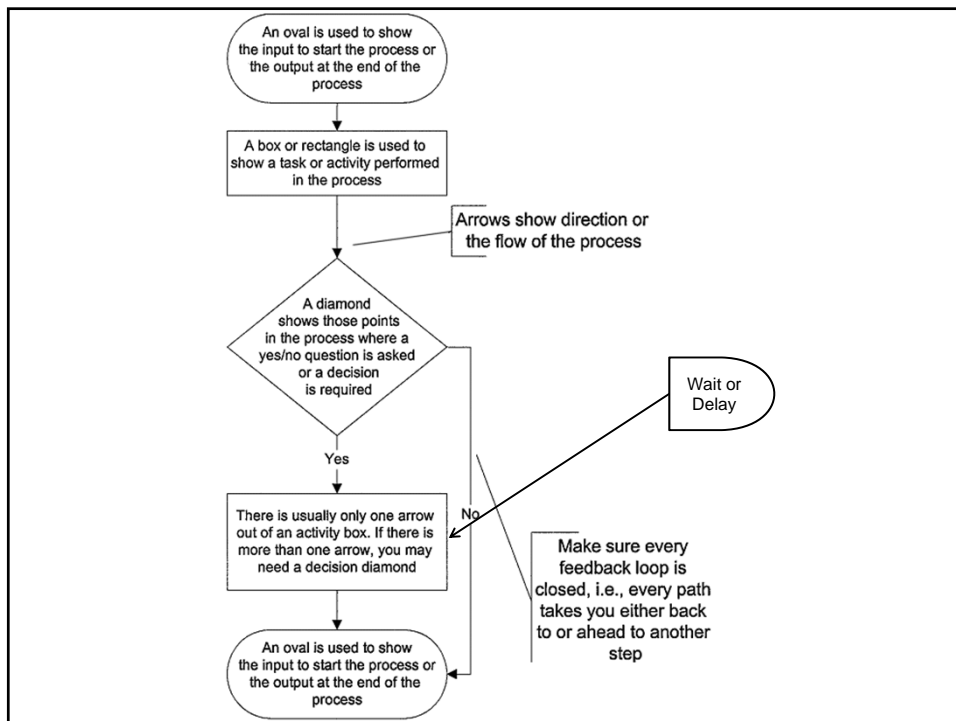 An oval is used to show
the input to start the process or
the output at the end of the
process
A box or rectangle is used to
show a task or activity performed
in the process
Arrows show direction or
the flow of the process
A diamond
shows those points
in the process where a
yes/no question is asked
or a decision
is required
Wait or
Delay
Yes
No
There is usually only one arrow
out of an activity box. If there is
more than one arrow, you may
need a decision diamond
Make sure every
feedback loop is
closed, i.e., every path
takes you either back
to or ahead to another
step
An oval is used to show
the input to start the process or
the output at the end of the
process